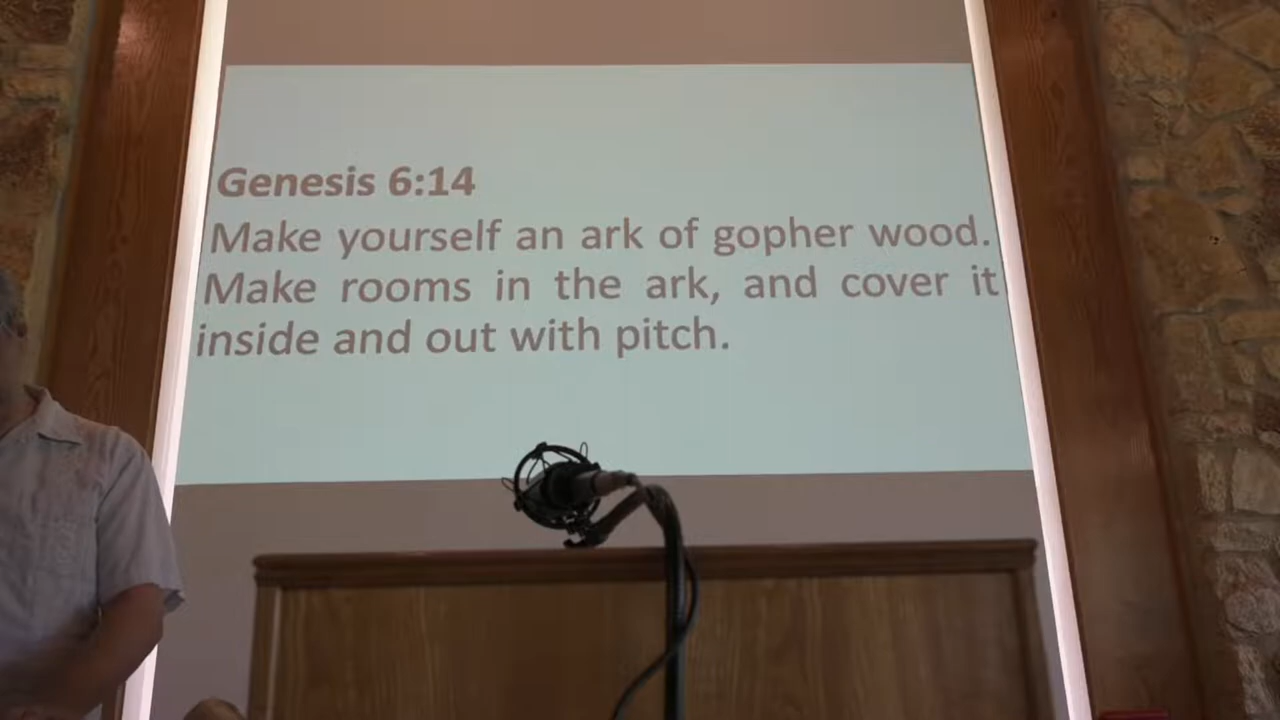 Genesis 6:14
Make yourself an ark of gopher wood.
Make rooms in the ark, and cover it
inside and out with pitch.